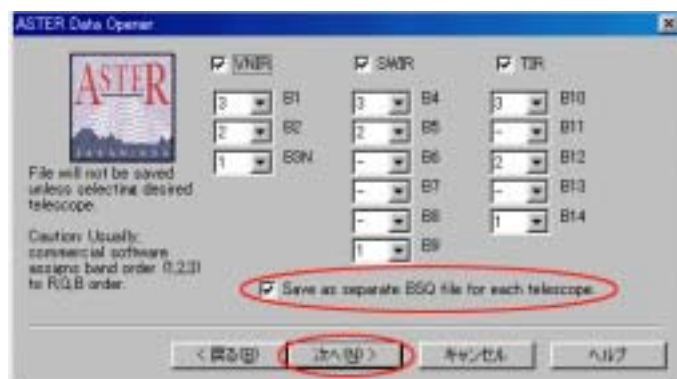 ASTER Data Opener
ASTER
VNIR
SWIR
TIR
3 B1
2 B2
1 B3N
3 B4
2 B5
- B6
- B7
- B8
1 B9
3 B10
- B11
2 B12
- B13
1 B14
File will not be saved
unless selecting desired
telescope.
Caution: Usually,
commercial software
assigns band order (1,2,3)
to R,G,B order.
Save as separate BSQ file for each telescope.
< 戻る(B)
次へ(N) >
キャンセル
ヘルプ